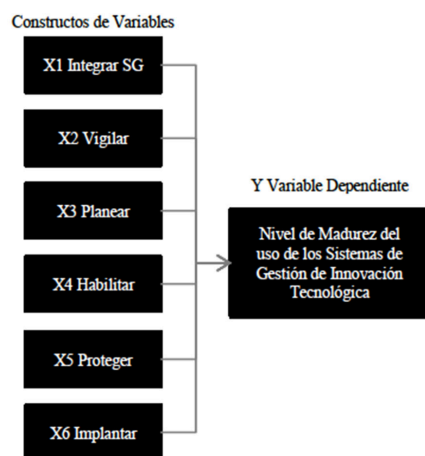 Constructos de Variables
X1 Integrar SG
X2 Vigilar
X3 Planear
X4 Habilitar
X5 Proteger
X6 Implantar
Y Variable Dependiente
Nivel de Madurez del
uso de los Sistemas de
Gestión de Innovación
Tecnológica